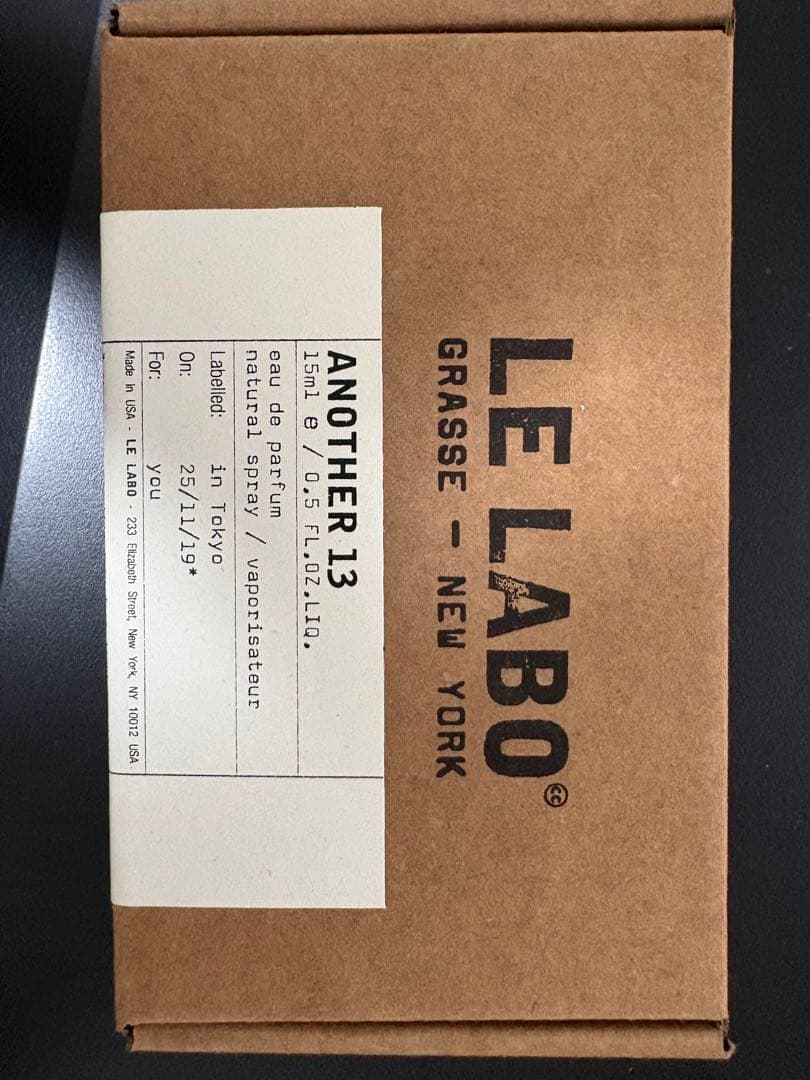 LE LABO
GRASSE — NEW YORK
ANOTHER 13
15ml e / 0.5 FL.OZ.LIQ.
eau de parfum
natural spray / vaporisateur
Labelled: in Tokyo
On: 25/11/19*
For: you
Made in USA - LE LABO - 233 Elizabeth Street, New York, NY 10012 USA